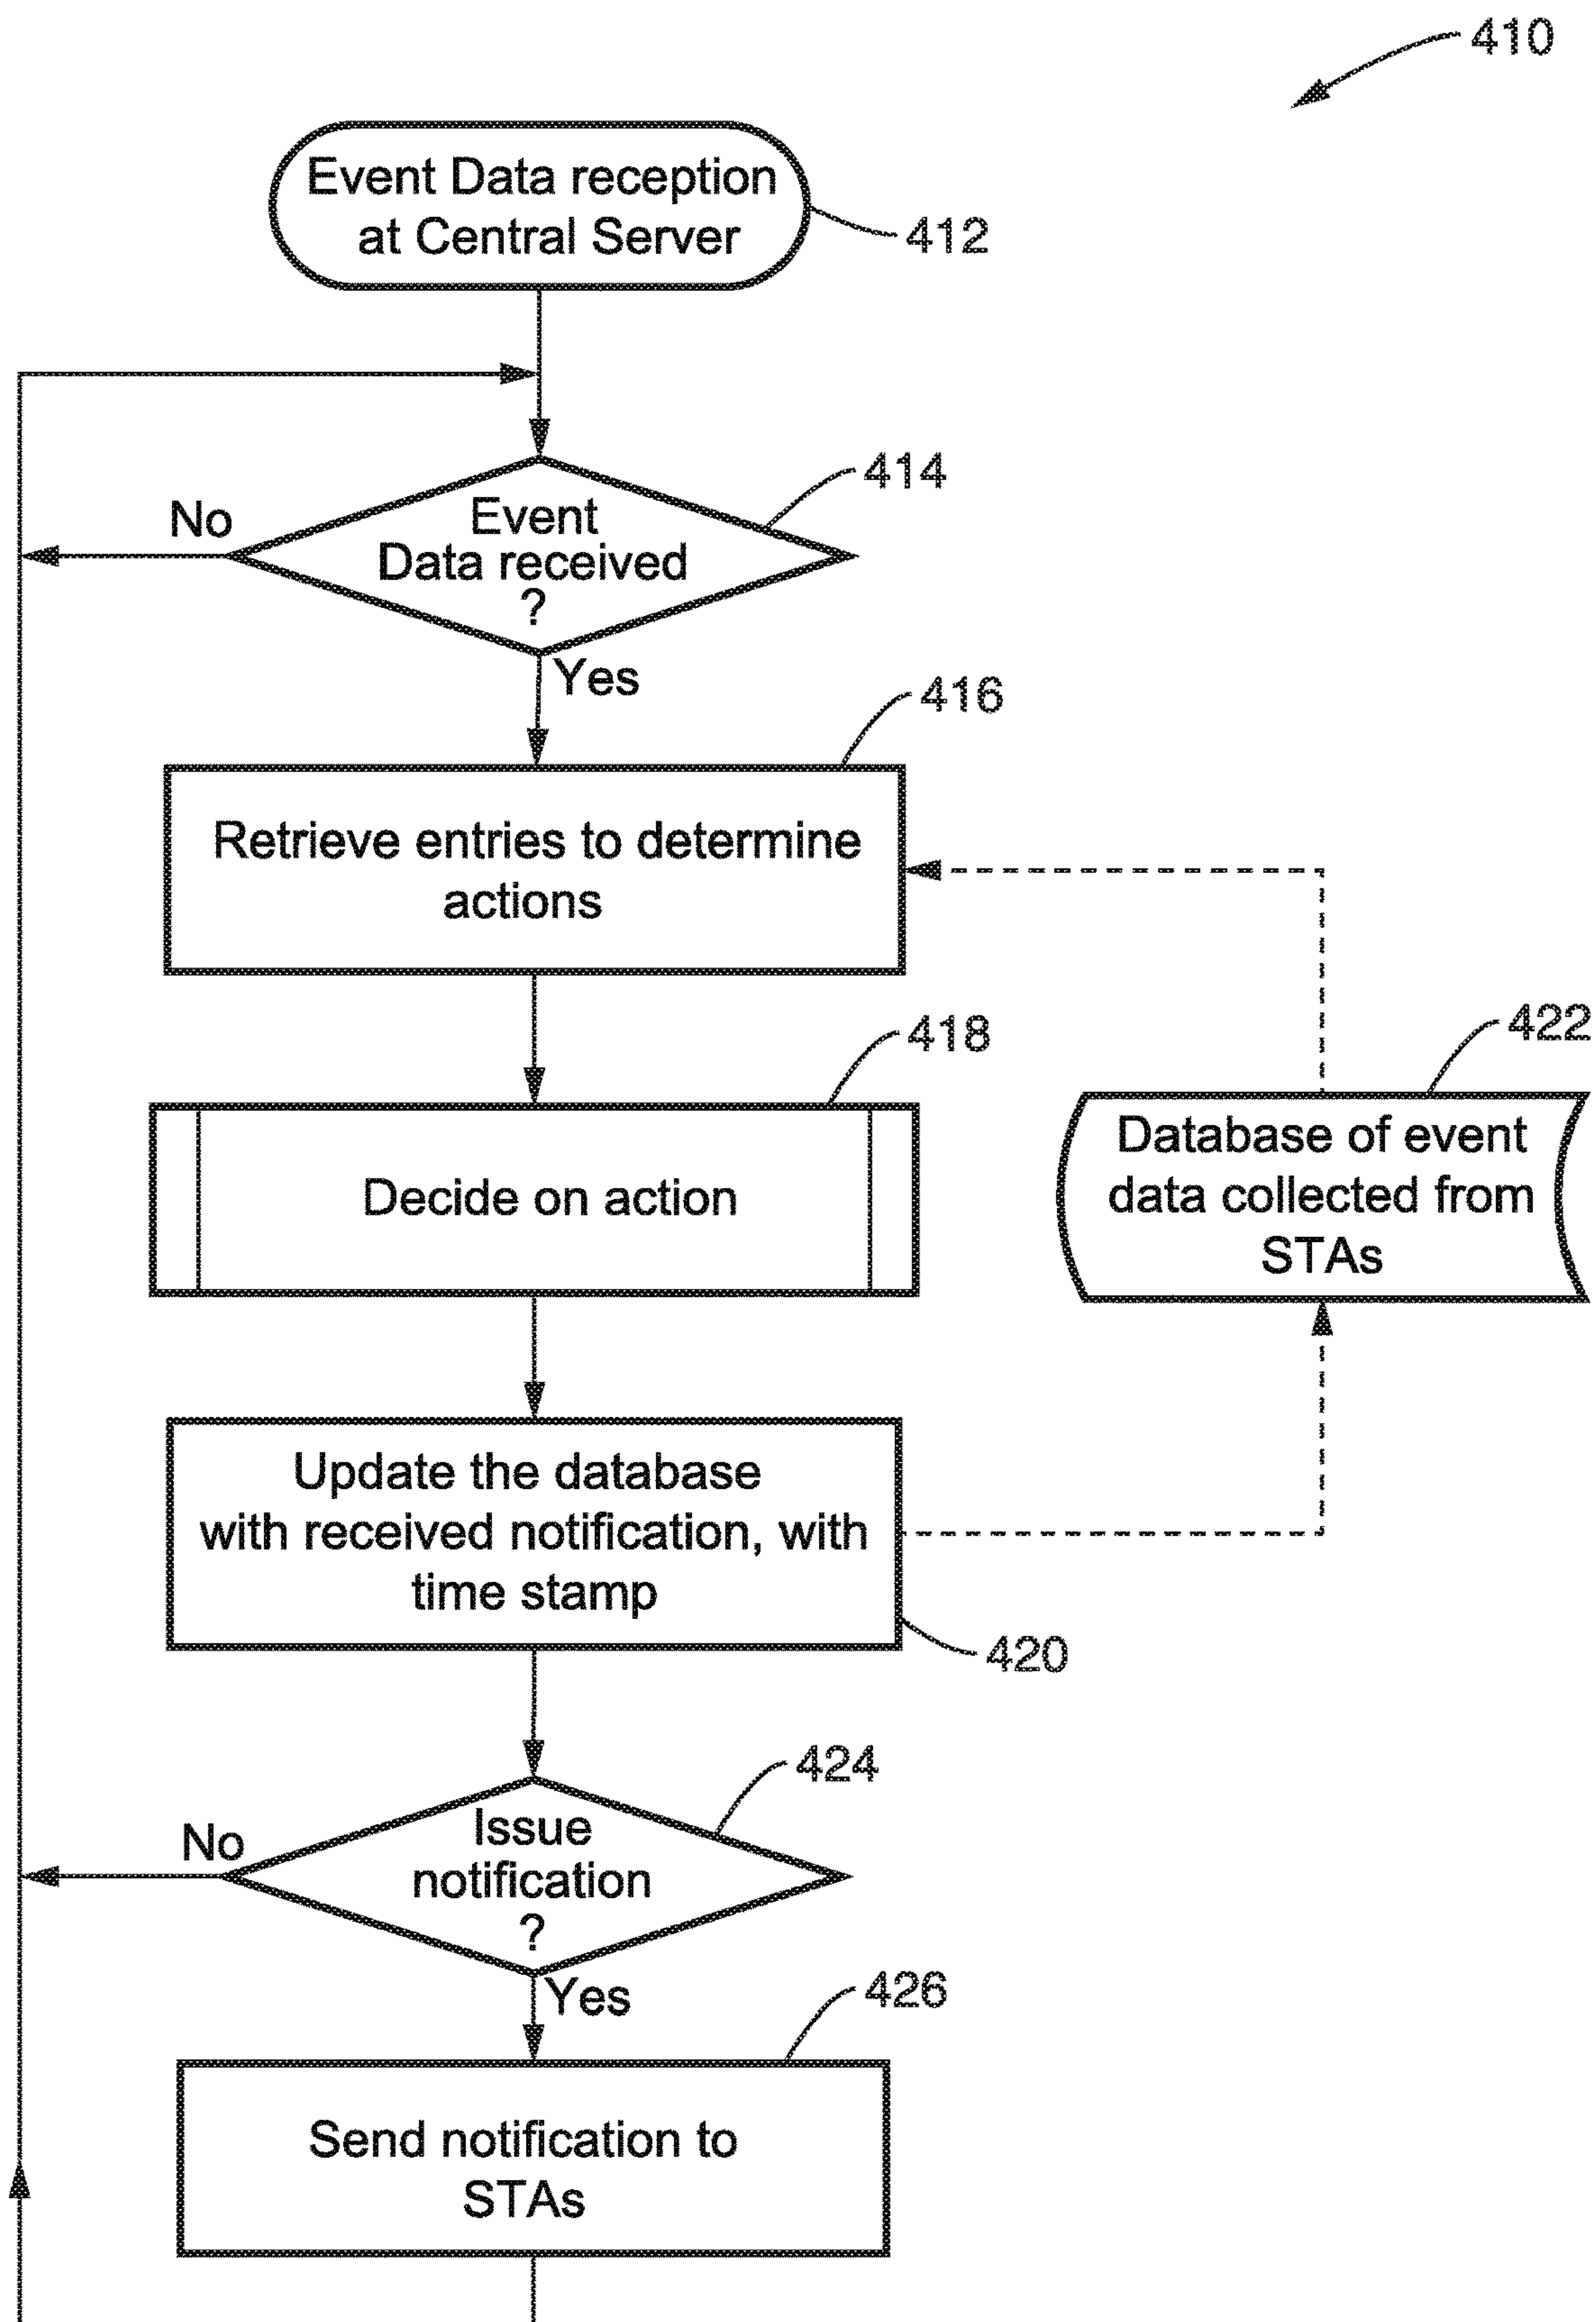 410
Event Data reception
at Central Server
412
414
No
Event
Data received
?
Yes
416
Retrieve entries to determine
actions
418
422
Decide on action
Database of event
data collected from
STAs
Update the database
with received notification, with
time stamp
420
424
No
Issue
notification
?
Yes
426
Send notification to
STAs